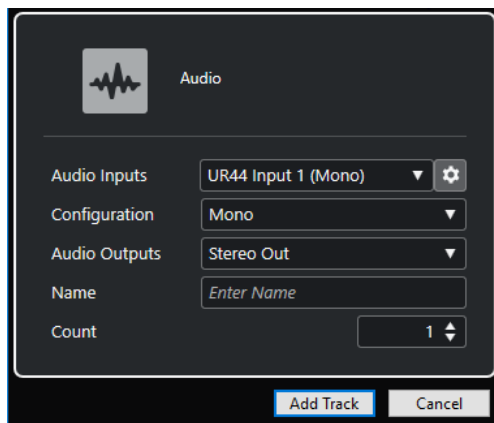 Audio
Audio Inputs UR44 Input 1 (Mono)
Configuration Mono
Audio Outputs Stereo Out
Name Enter Name
Count 1
Add Track Cancel